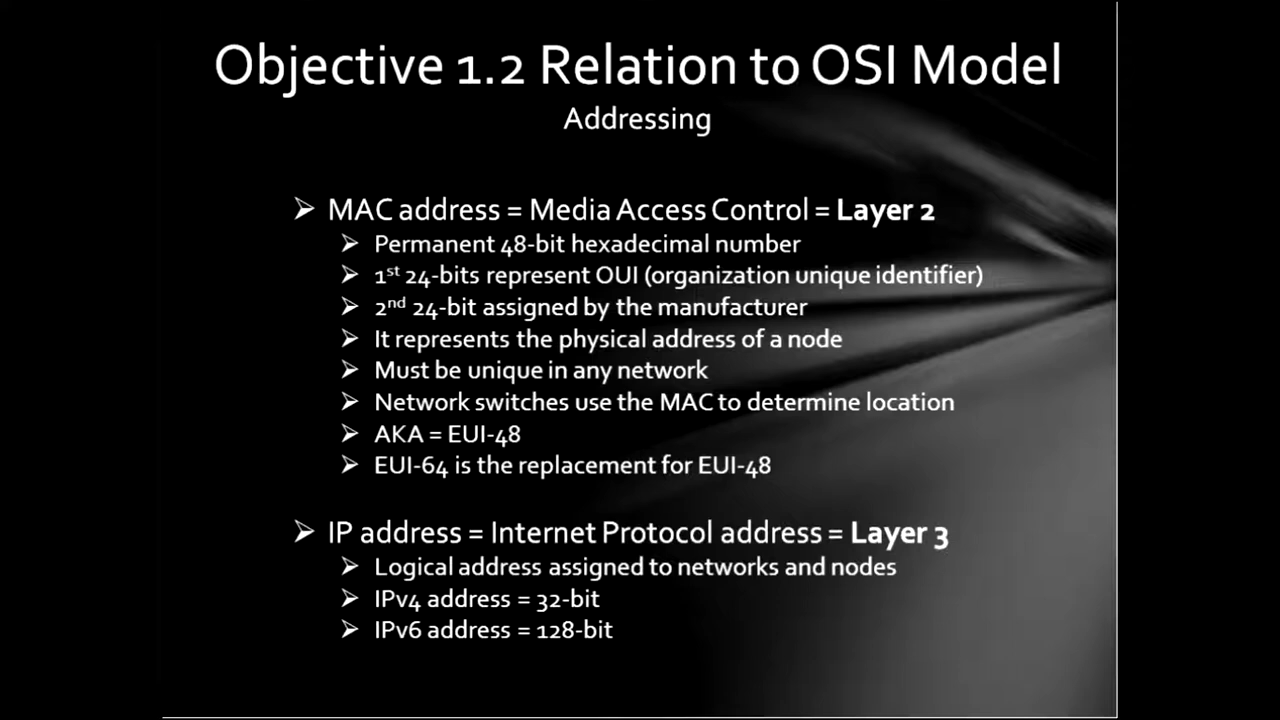 Objective 1.2 Relation to OSI Model
Addressing
➢ MAC address = Media Access Control = Layer 2
➢ Permanent 48-bit hexadecimal number
➢ 1st 24-bits represent OUI (organization unique identifier)
➢ 2nd 24-bit assigned by the manufacturer
➢ It represents the physical address of a node
➢ Must be unique in any network
➢ Network switches use the MAC to determine location
➢ AKA = EUI-48
➢ EUI-64 is the replacement for EUI-48
➢ IP address = Internet Protocol address = Layer 3
➢ Logical address assigned to networks and nodes
➢ IPv4 address = 32-bit
➢ IPv6 address = 128-bit